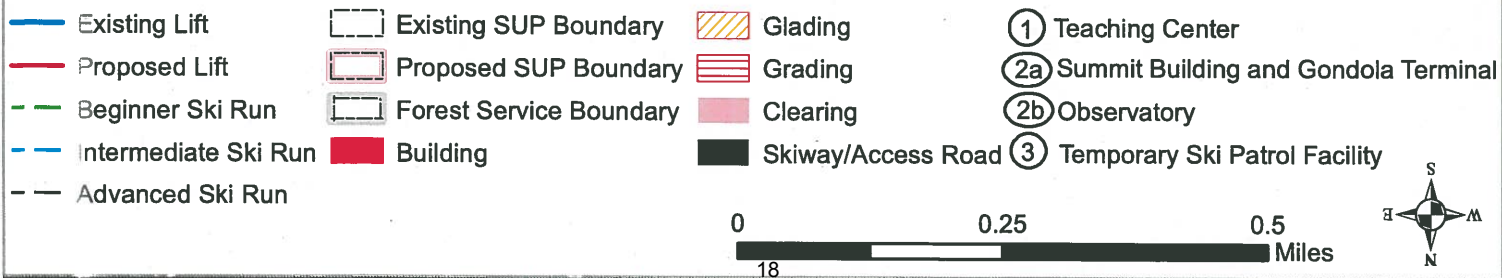 Existing Lift
Proposed Lift
Beginner Ski Run
Intermediate Ski Run
Advanced Ski Run
Existing SUP Boundary
Proposed SUP Boundary
Forest Service Boundary
Building
Glading
Grading
Clearing
Skiway/Access Road
1 Teaching Center
2a Summit Building and Gondola Terminal
2b Observatory
3 Temporary Ski Patrol Facility
0 0.25 0.5
Miles
S
E W
N
18